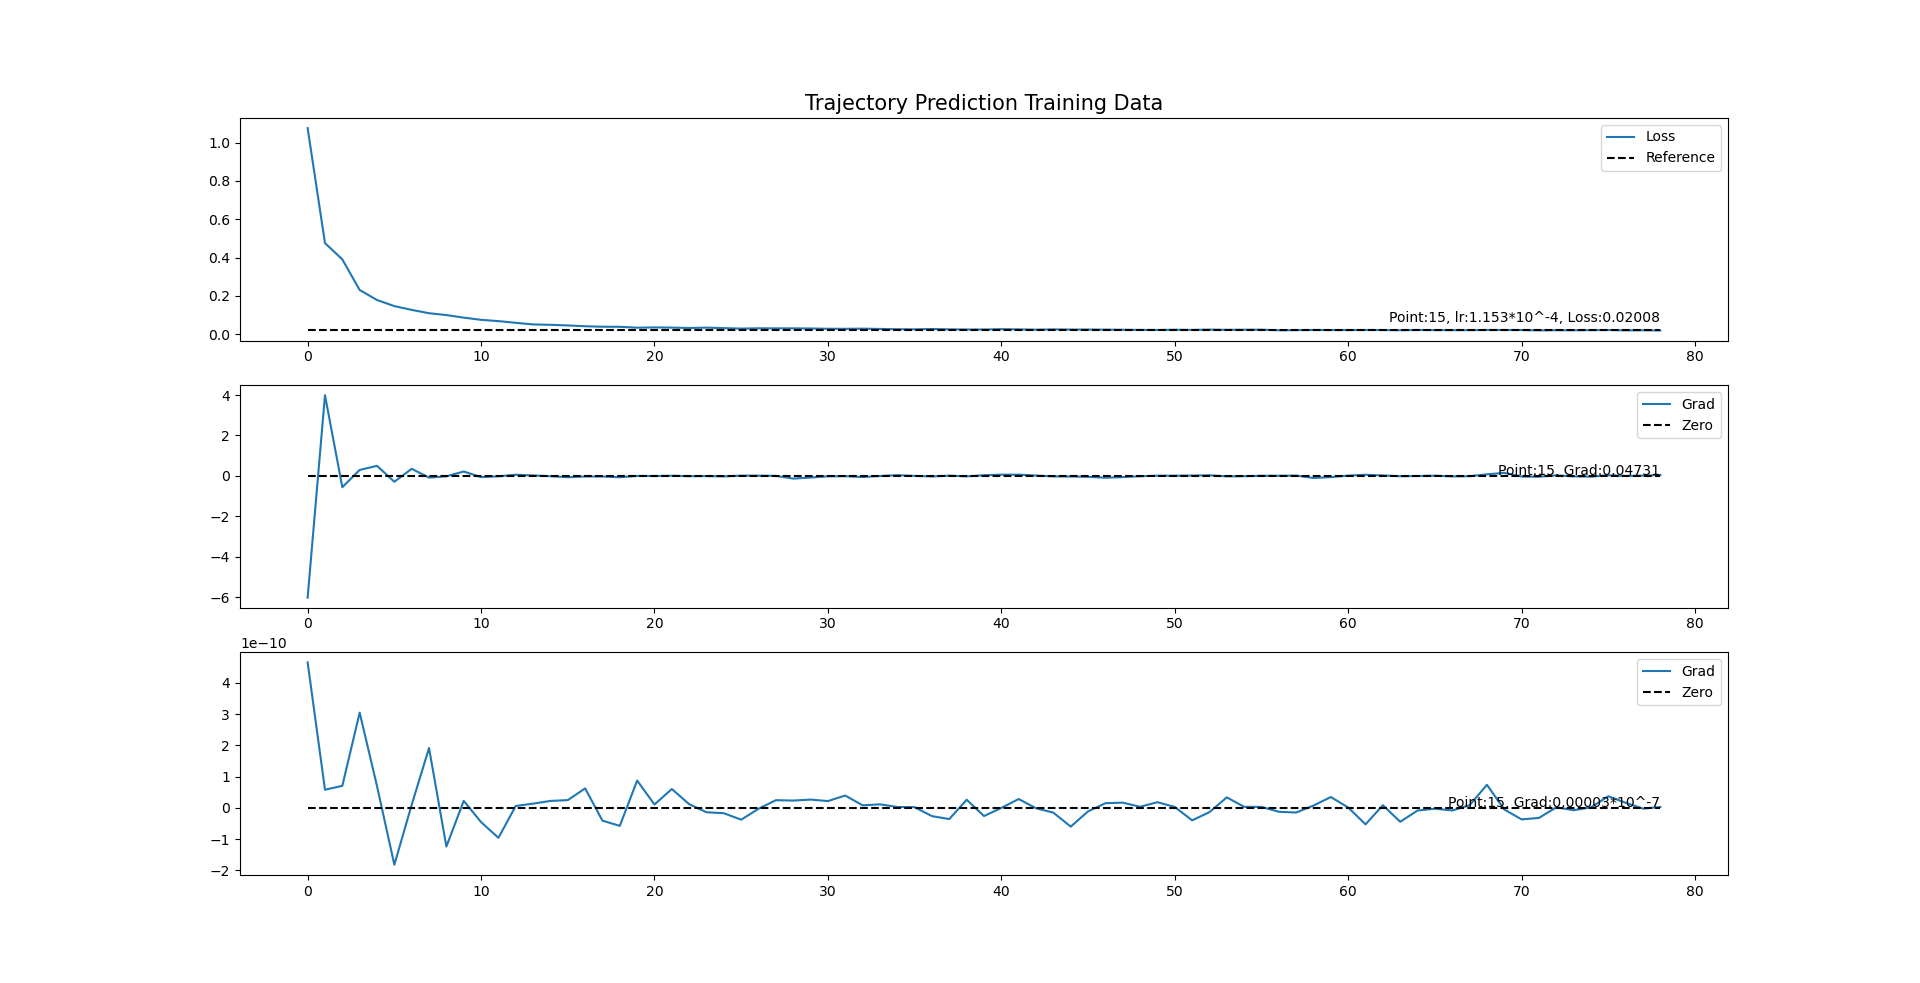 Trajectory Prediction Training Data
1.0
0.8
0.6
0.4
0.2
0.0
Loss
Reference
Point:15, lr:1.153*10^-4, Loss:0.02008
0 10 20 30 40 50 60 70 80
4
2
0
−2
−4
−6
Grad
Zero
Point:15, Grad:0.04731
0 10 20 30 40 50 60 70 80
1e−10
4
3
2
1
0
−1
−2
Grad
Zero
Point:15, Grad:0.00003*10^-7
0 10 20 30 40 50 60 70 80